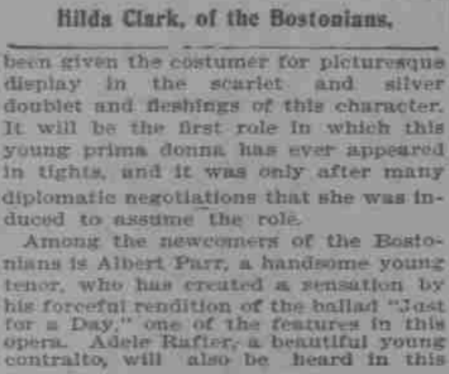 Hilda Clark, of the Bostonians.
been given the costumer for picturesque
display in the scarlet and silver
doublet and fleshings of this character.
It will be the first role in which this
young prima donna has ever appeared
in tights, and it was only after many
diplomatic negotiations that she was in-
duced to assume the role.
Among the newcomers of the Bosto-
nians is Albert Parr, a handsome young
tenor, who has created a sensation by
his forceful rendition of the ballad "Just
for a Day," one of the features in this
opera. Adele Rafter, a beautiful young
contralto, will also be heard in this